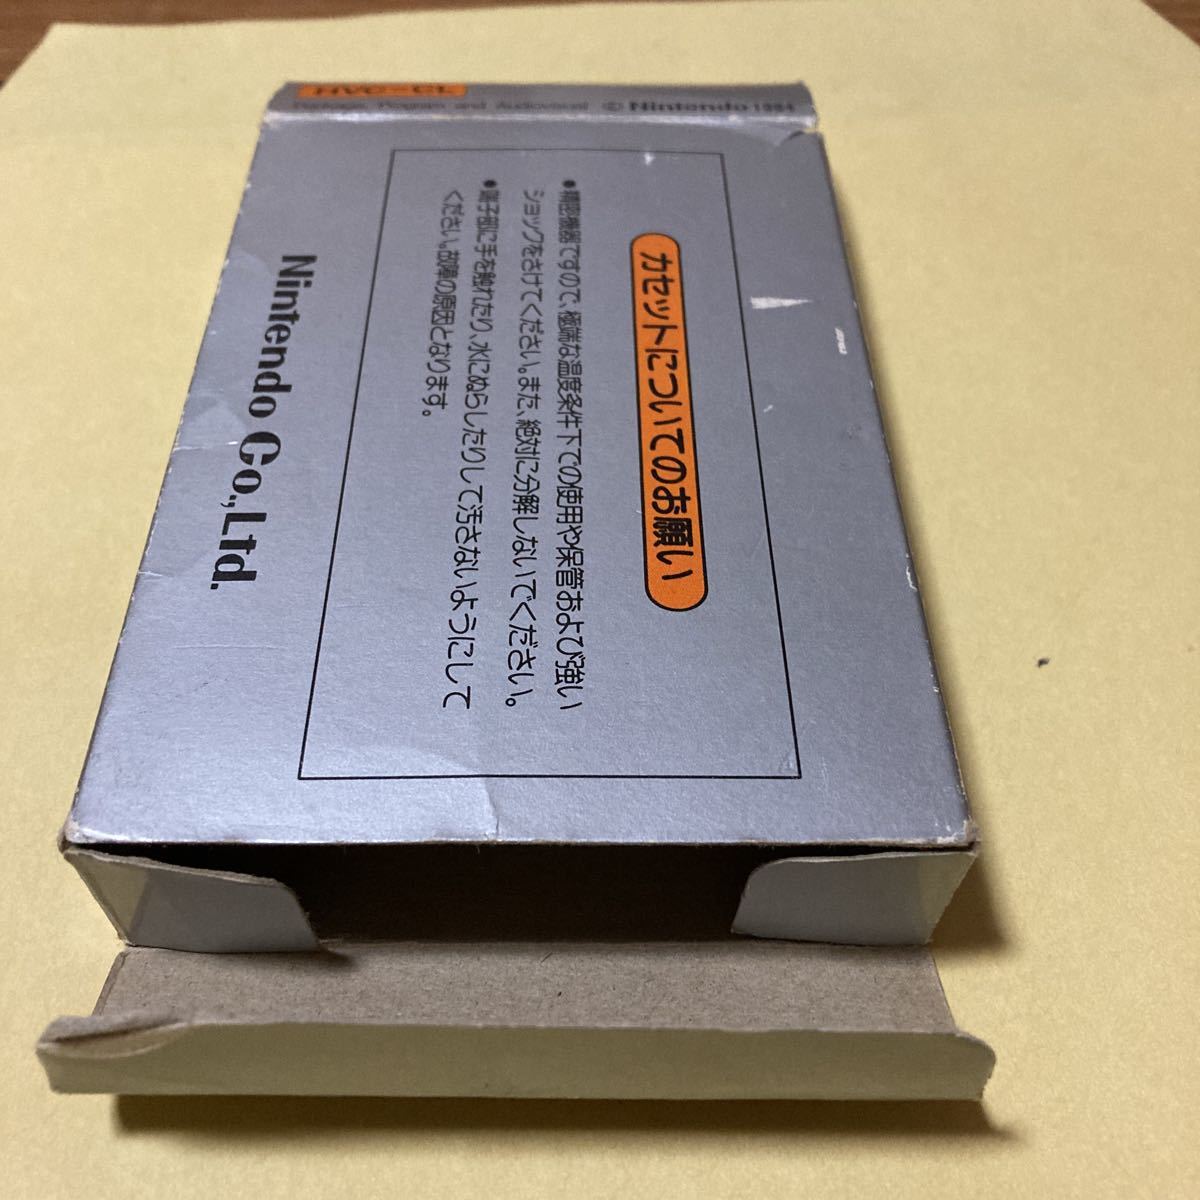 HVC-CL
Package, Program and Audiovisual © Nintendo 1984
カセットについてのお願い
●精密機器ですので、極端な温度条件下での使用や保管および強い
ショックをさけてください。また、絶対に分解しないでください。
●端子部に手を触れたり、水にぬらしたりして汚さないようにして
ください。故障の原因となります。
Nintendo Co.,Ltd.